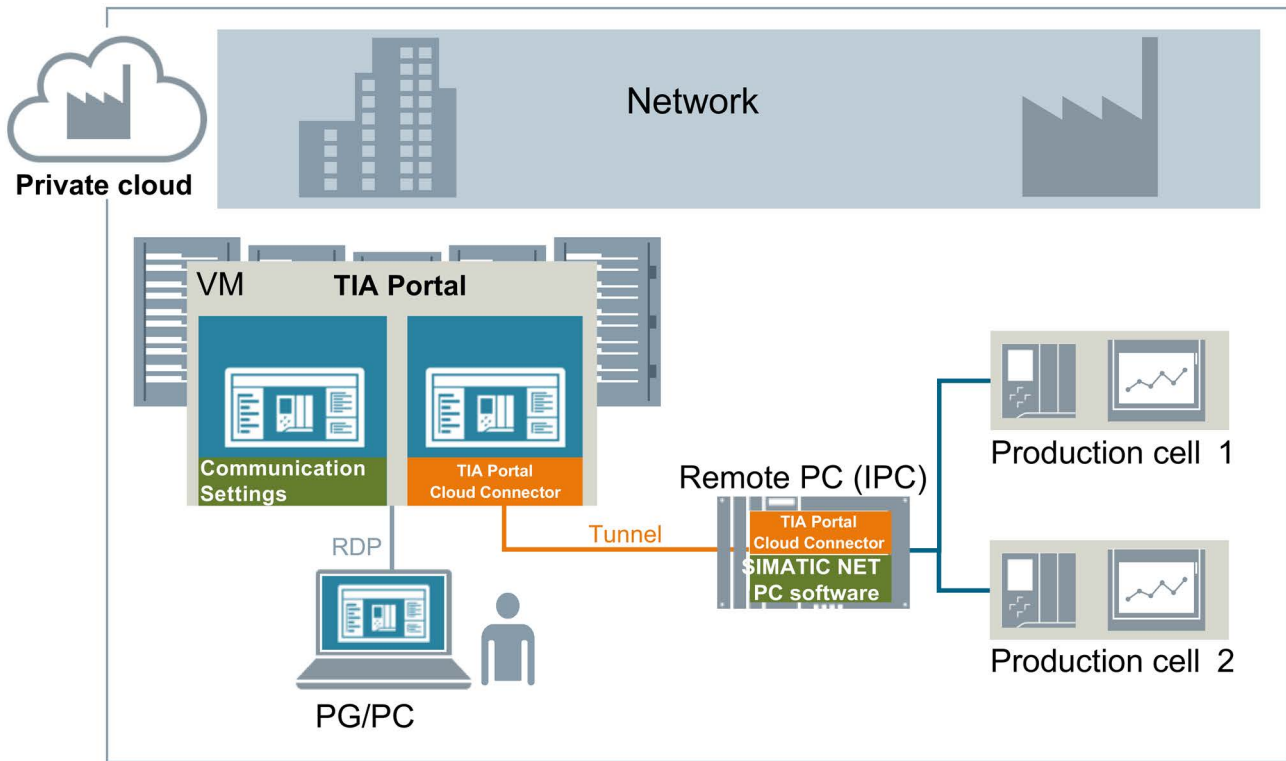 Network
Private cloud
VM
TIA Portal
Communication
Settings
TIA Portal
Cloud Connector
RDP
PG/PC
Tunnel
Remote PC (IPC)
TIA Portal
Cloud Connector
SIMATIC NET
PC software
Production cell 1
Production cell 2